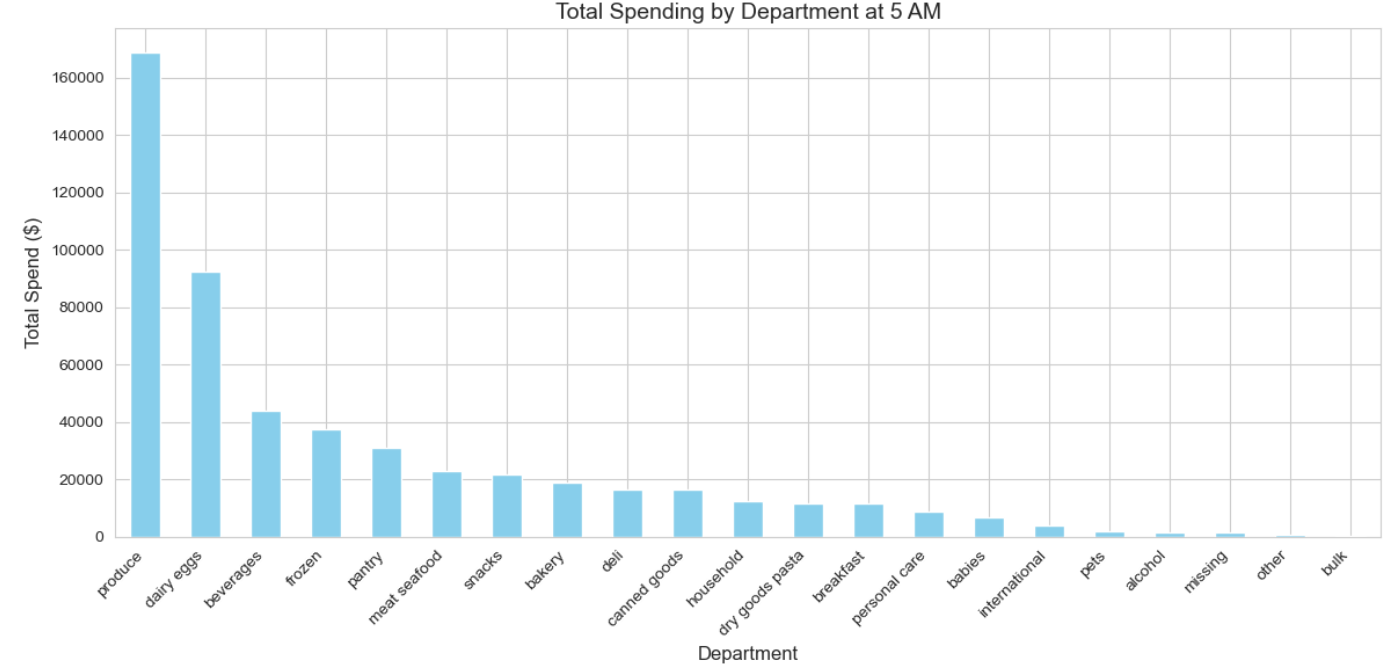 Total Spending by Department at 5 AM
Total Spend ($)
160000
140000
120000
100000
80000
60000
40000
20000
0
produce
dairy eggs
beverages
frozen
pantry
meat seafood
snacks
bakery
deli
canned goods
household
dry goods pasta
breakfast
personal care
babies
international
pets
alcohol
missing
other
bulk
Department